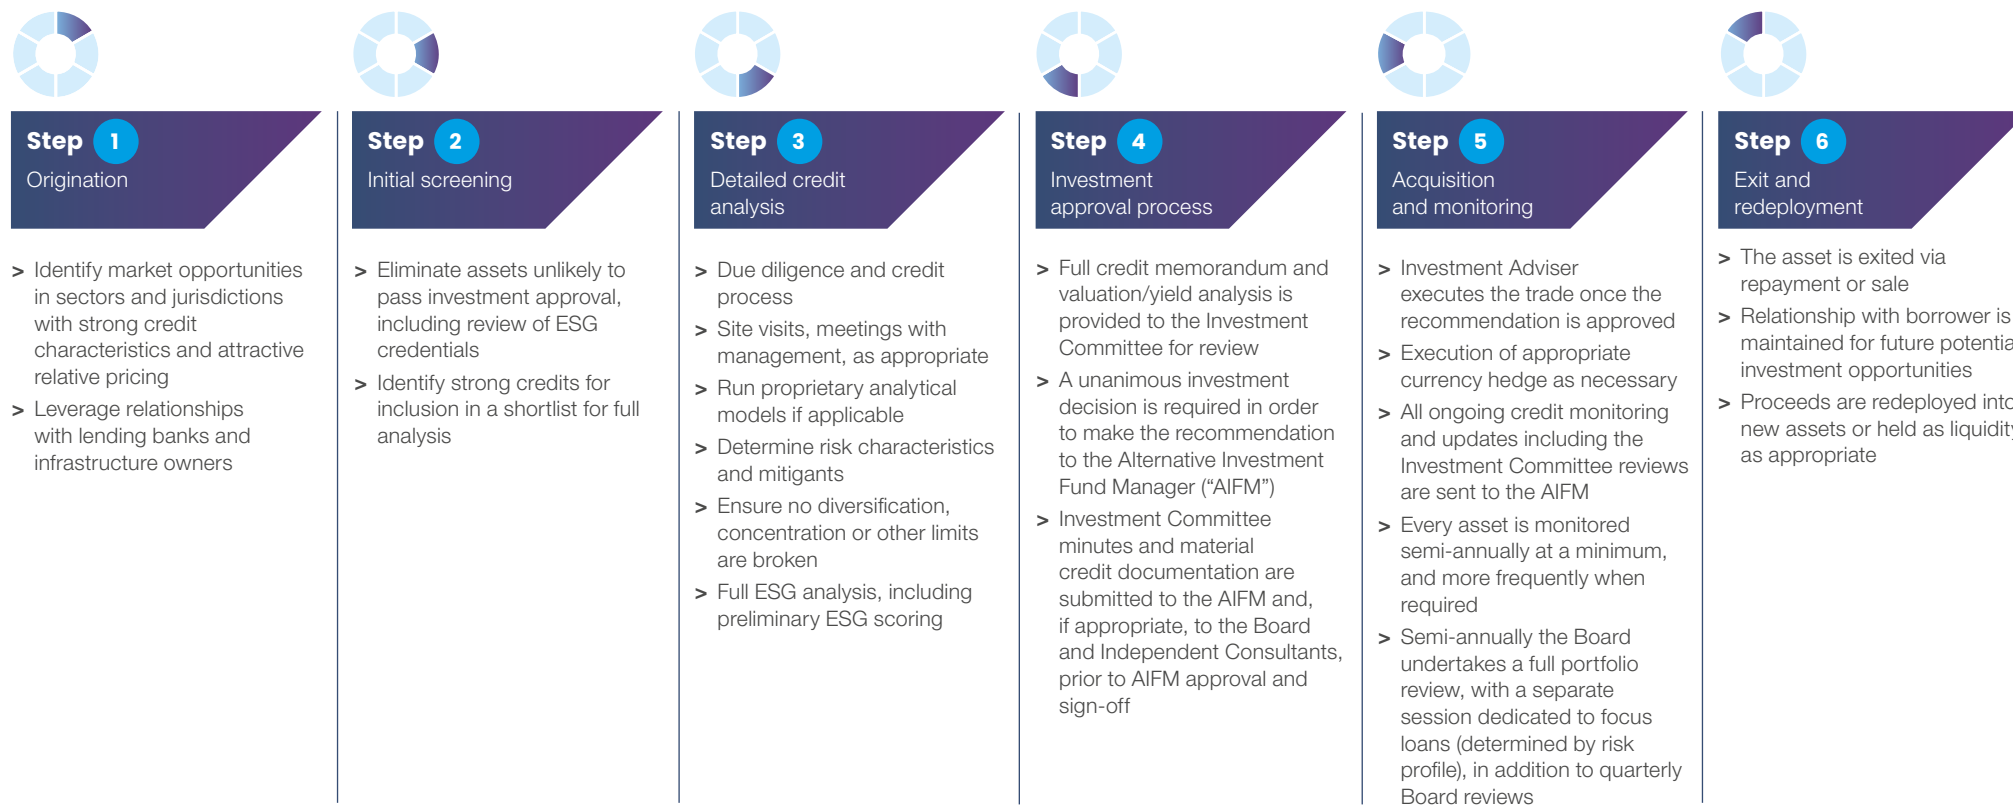 Step 1
Origination
> Identify market opportunities
in sectors and jurisdictions
with strong credit
characteristics and attractive
relative pricing
> Leverage relationships
with lending banks and
infrastructure owners
Step 2
Initial screening
> Eliminate assets unlikely to
pass investment approval,
including review of ESG
credentials
> Identify strong credits for
inclusion in a shortlist for full
analysis
Step 3
Detailed credit
analysis
> Due diligence and credit
process
> Site visits, meetings with
management, as appropriate
> Run proprietary analytical
models if applicable
> Determine risk characteristics
and mitigants
> Ensure no diversification,
concentration or other limits
are broken
> Full ESG analysis, including
preliminary ESG scoring
Step 4
Investment
approval process
> Full credit memorandum and
valuation/yield analysis is
provided to the Investment
Committee for review
> A unanimous investment
decision is required in order
to make the recommendation
to the Alternative Investment
Fund Manager (“AIFM”)
> Investment Committee
minutes and material
credit documentation are
submitted to the AIFM and,
if appropriate, to the Board
and Independent Consultants,
prior to AIFM approval and
sign-off
Step 5
Acquisition
and monitoring
> Investment Adviser
executes the trade once the
recommendation is approved
> Execution of appropriate
currency hedge as necessary
> All ongoing credit monitoring
and updates including the
Investment Committee reviews
are sent to the AIFM
> Every asset is monitored
semi-annually at a minimum,
and more frequently when
required
> Semi-annually the Board
undertakes a full portfolio
review, with a separate
session dedicated to focus
loans (determined by risk
profile), in addition to quarterly
Board reviews
Step 6
Exit and
redeployment
> The asset is exited via
repayment or sale
> Relationship with borrower is
maintained for future potentia
investment opportunities
> Proceeds are redeployed into
new assets or held as liquidity
as appropriate